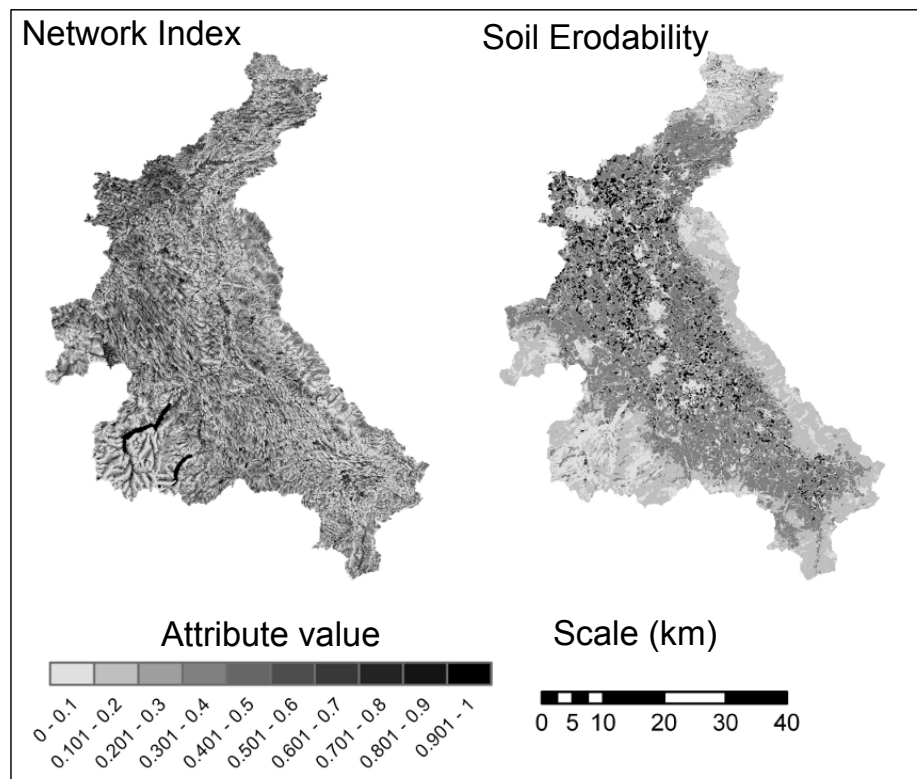 Network Index
Soil Erodability
Attribute value
0 - 0.1
0.101 - 0.2
0.201 - 0.3
0.301 - 0.4
0.401 - 0.5
0.501 - 0.6
0.601 - 0.7
0.701 - 0.8
0.801 - 0.9
0.901 - 1
Scale (km)
0 5 10 20 30 40